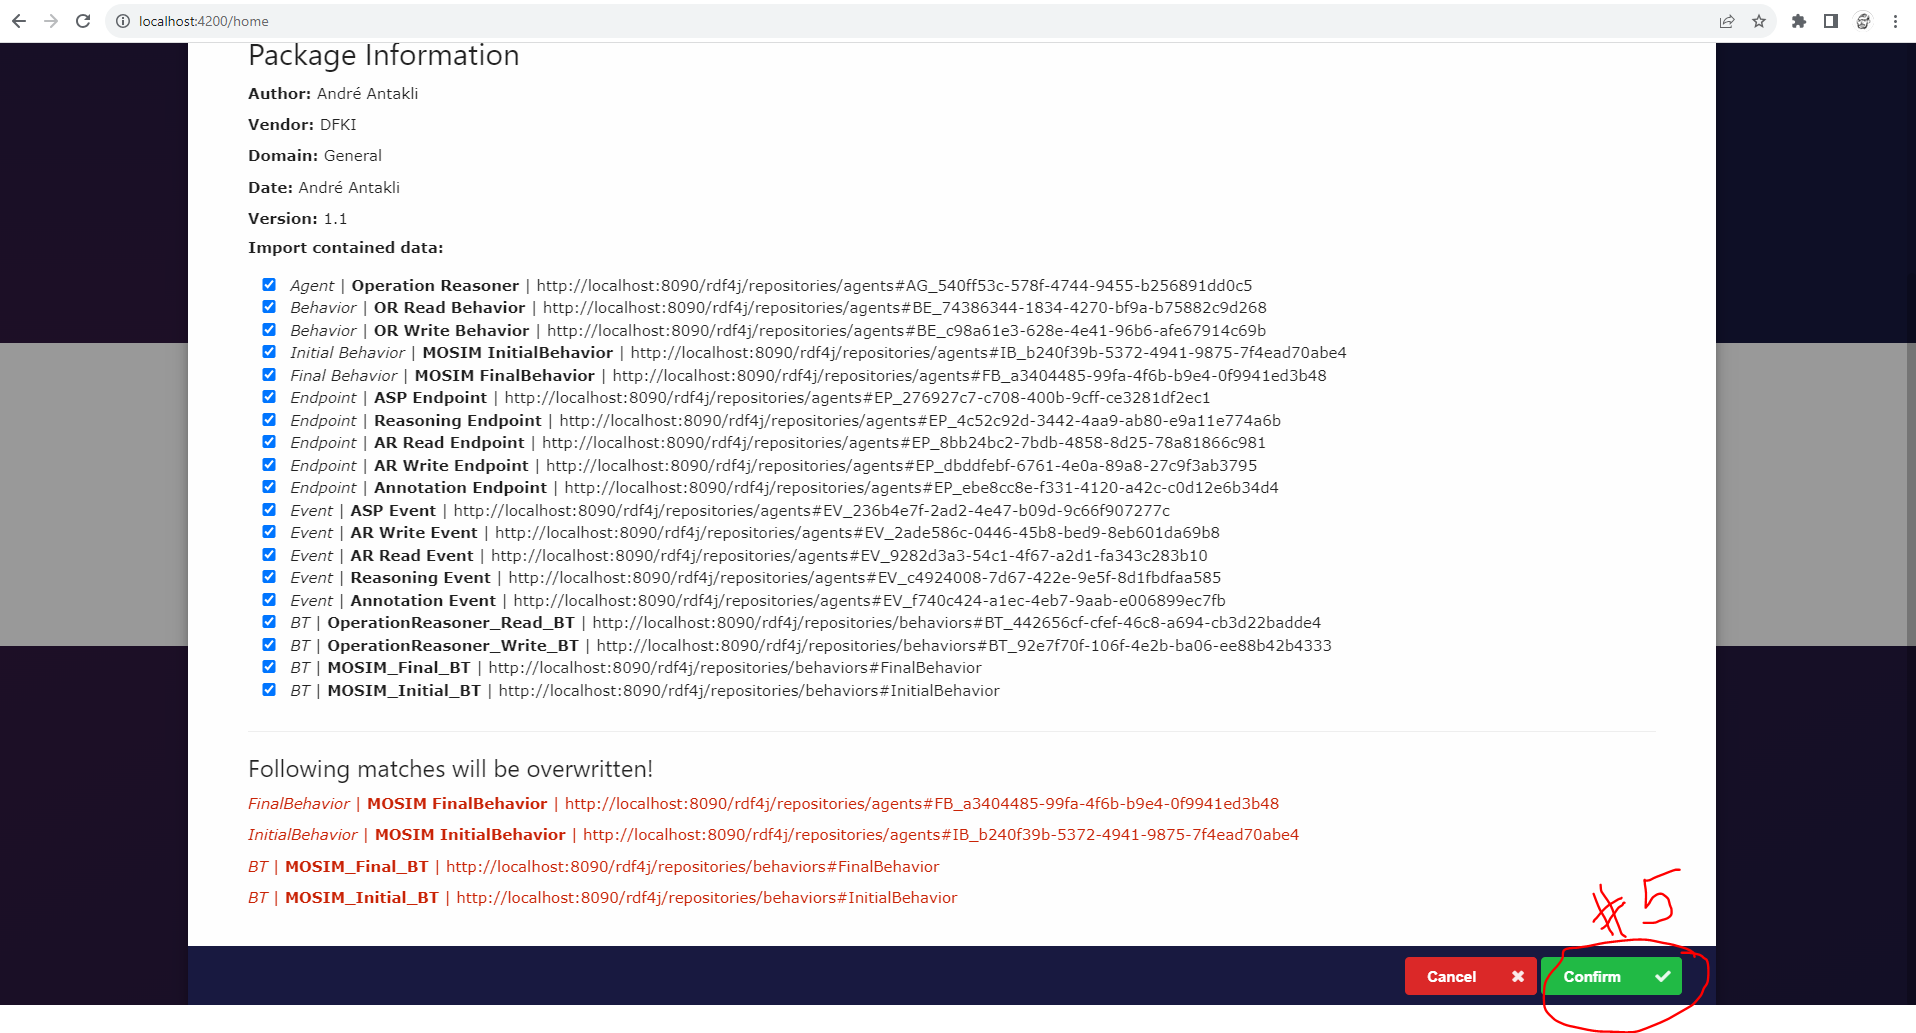 localhost:4200/home
Package Information
Author: André Antakli
Vendor: DFKI
Domain: General
Date: André Antakli
Version: 1.1
Import contained data:
Agent | Operation Reasoner | http://localhost:8090/rdf4j/repositories/agents#AG_540ff53c-578f-4744-9455-b256891dd0c5
Behavior | OR Read Behavior | http://localhost:8090/rdf4j/repositories/agents#BE_74386344-1834-4270-bf9a-b75882c9d268
Behavior | OR Write Behavior | http://localhost:8090/rdf4j/repositories/agents#BE_c98a61e3-628e-4e41-96b6-afe67914c69b
Initial Behavior | MOSIM InitialBehavior | http://localhost:8090/rdf4j/repositories/agents#IB_b240f39b-5372-4941-9875-7f4ead70abe4
Final Behavior | MOSIM FinalBehavior | http://localhost:8090/rdf4j/repositories/agents#FB_a3404485-99fa-4f6b-b9e4-0f9941ed3b48
Endpoint | ASP Endpoint | http://localhost:8090/rdf4j/repositories/agents#EP_276927c7-c708-400b-9cff-ce3281df2ec1
Endpoint | Reasoning Endpoint | http://localhost:8090/rdf4j/repositories/agents#EP_4c52c92d-3442-4aa9-ab80-e9a11e774a6b
Endpoint | AR Read Endpoint | http://localhost:8090/rdf4j/repositories/agents#EP_8bb24bc2-7bdb-4858-8d25-78a81866c981
Endpoint | AR Write Endpoint | http://localhost:8090/rdf4j/repositories/agents#EP_dbddfebf-6761-4e0a-89a8-27c9f3ab3795
Endpoint | Annotation Endpoint | http://localhost:8090/rdf4j/repositories/agents#EP_ebe8cc8e-f331-4120-a42c-c0d12e6b34d4
Event | ASP Event | http://localhost:8090/rdf4j/repositories/agents#EV_236b4e7f-2ad2-4e47-b09d-9c66f907277c
Event | AR Write Event | http://localhost:8090/rdf4j/repositories/agents#EV_2ade586c-0446-45b8-bed9-8eb601da69b8
Event | AR Read Event | http://localhost:8090/rdf4j/repositories/agents#EV_9282d3a3-54c1-4f67-a2d1-fa343c283b10
Event | Reasoning Event | http://localhost:8090/rdf4j/repositories/agents#EV_c4924008-7d67-422e-9e5f-8d1fbdfaa585
Event | Annotation Event | http://localhost:8090/rdf4j/repositories/agents#EV_f740c424-a1ec-4eb7-9aab-e006899ec7fb
BT | OperationReasoner_Read_BT | http://localhost:8090/rdf4j/repositories/behaviors#BT_442656cf-cfef-46c8-a694-cb3d22badde4
BT | OperationReasoner_Write_BT | http://localhost:8090/rdf4j/repositories/behaviors#BT_92e7f70f-106f-4e2b-ba06-ee88b42b4333
BT | MOSIM_Final_BT | http://localhost:8090/rdf4j/repositories/behaviors#FinalBehavior
BT | MOSIM_Initial_BT | http://localhost:8090/rdf4j/repositories/behaviors#InitialBehavior
Following matches will be overwritten!
FinalBehavior | MOSIM FinalBehavior | http://localhost:8090/rdf4j/repositories/agents#FB_a3404485-99fa-4f6b-b9e4-0f9941ed3b48
InitialBehavior | MOSIM InitialBehavior | http://localhost:8090/rdf4j/repositories/agents#IB_b240f39b-5372-4941-9875-7f4ead70abe4
BT | MOSIM_Final_BT | http://localhost:8090/rdf4j/repositories/behaviors#FinalBehavior
BT | MOSIM_Initial_BT | http://localhost:8090/rdf4j/repositories/behaviors#InitialBehavior
#5
Cancel
Confirm